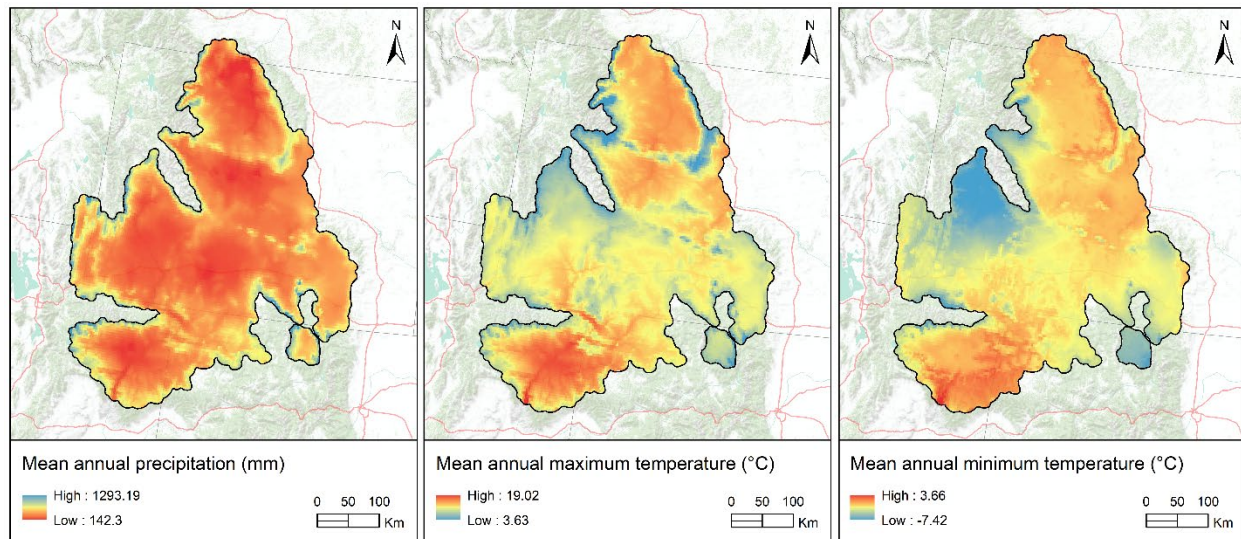 N
Mean annual precipitation (mm)
High : 1293.19
Low : 142.3
0 50 100
Km
N
Mean annual maximum temperature (°C)
High : 19.02
Low : 3.63
0 50 100
Km
N
Mean annual minimum temperature (°C)
High : 3.66
Low : -7.42
0 50 100
Km